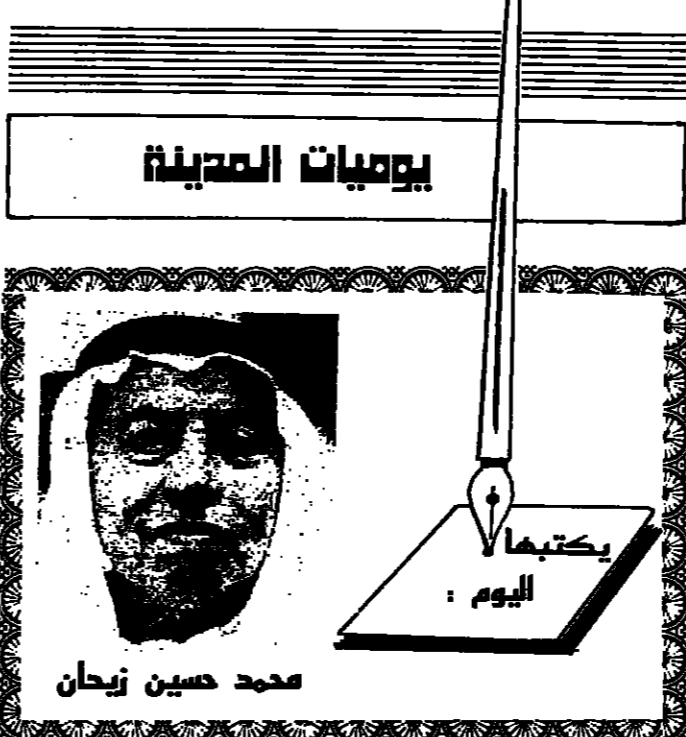 يوميات المدينة
يكتبها
اليوم :
محمد حسين زيدان